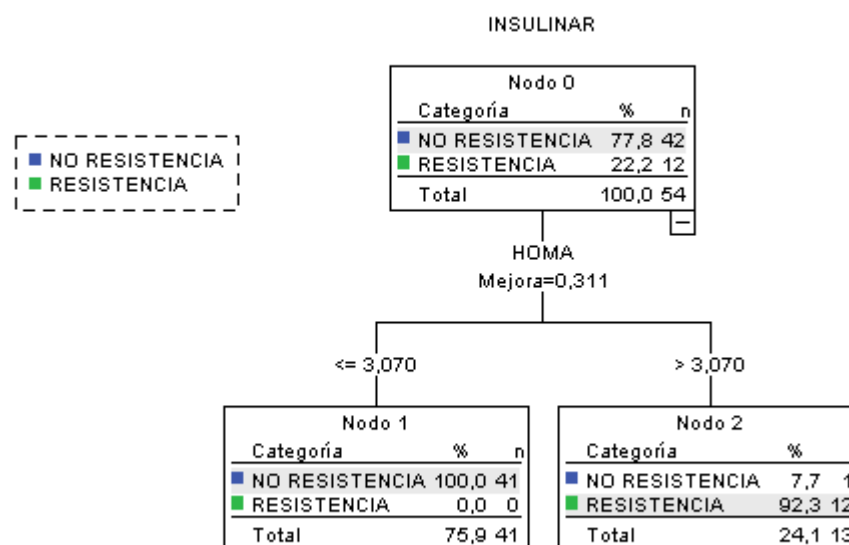 INSULINAR
Nodo 0
Categoría % n
NO RESISTENCIA 77,8 42
RESISTENCIA 22,2 12
Total 100,0 54
NO RESISTENCIA
RESISTENCIA
HOMA
Mejora=0,311
<= 3,070
> 3,070
Nodo 1
Categoría % n
NO RESISTENCIA 100,0 41
RESISTENCIA 0,0 0
Total 75,9 41
Nodo 2
Categoría %
NO RESISTENCIA 7,7 1
RESISTENCIA 92,3 12
Total 24,1 13